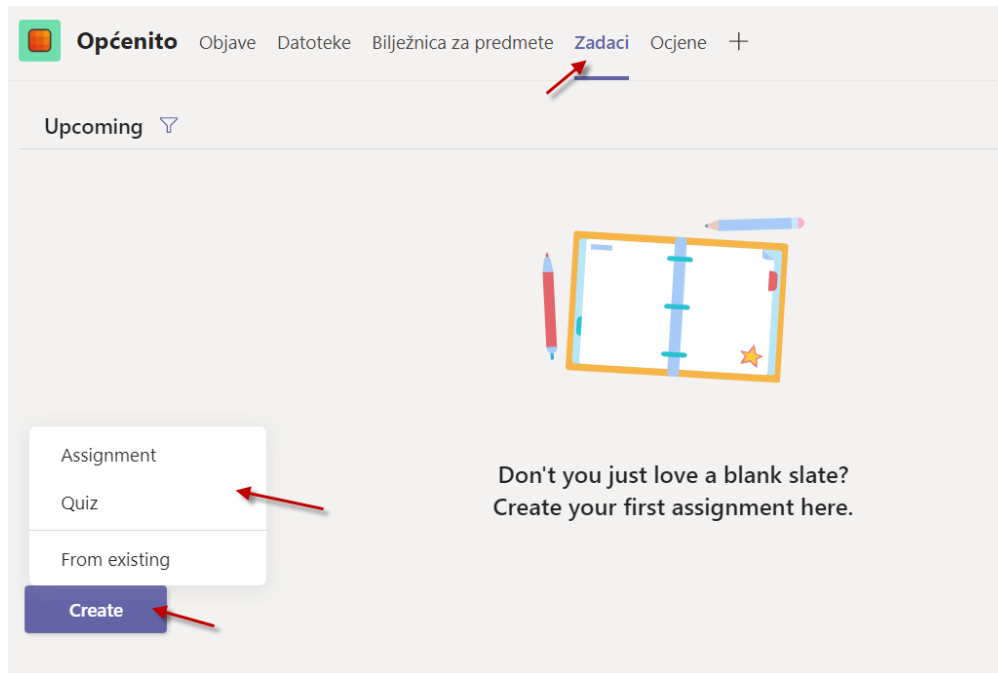 Općenito Objave Datoteke Bilježnica za predmete Zadaci Ocjene +
Upcoming
Assignment
Quiz
From existing
Create
Don't you just love a blank slate?
Create your first assignment here.